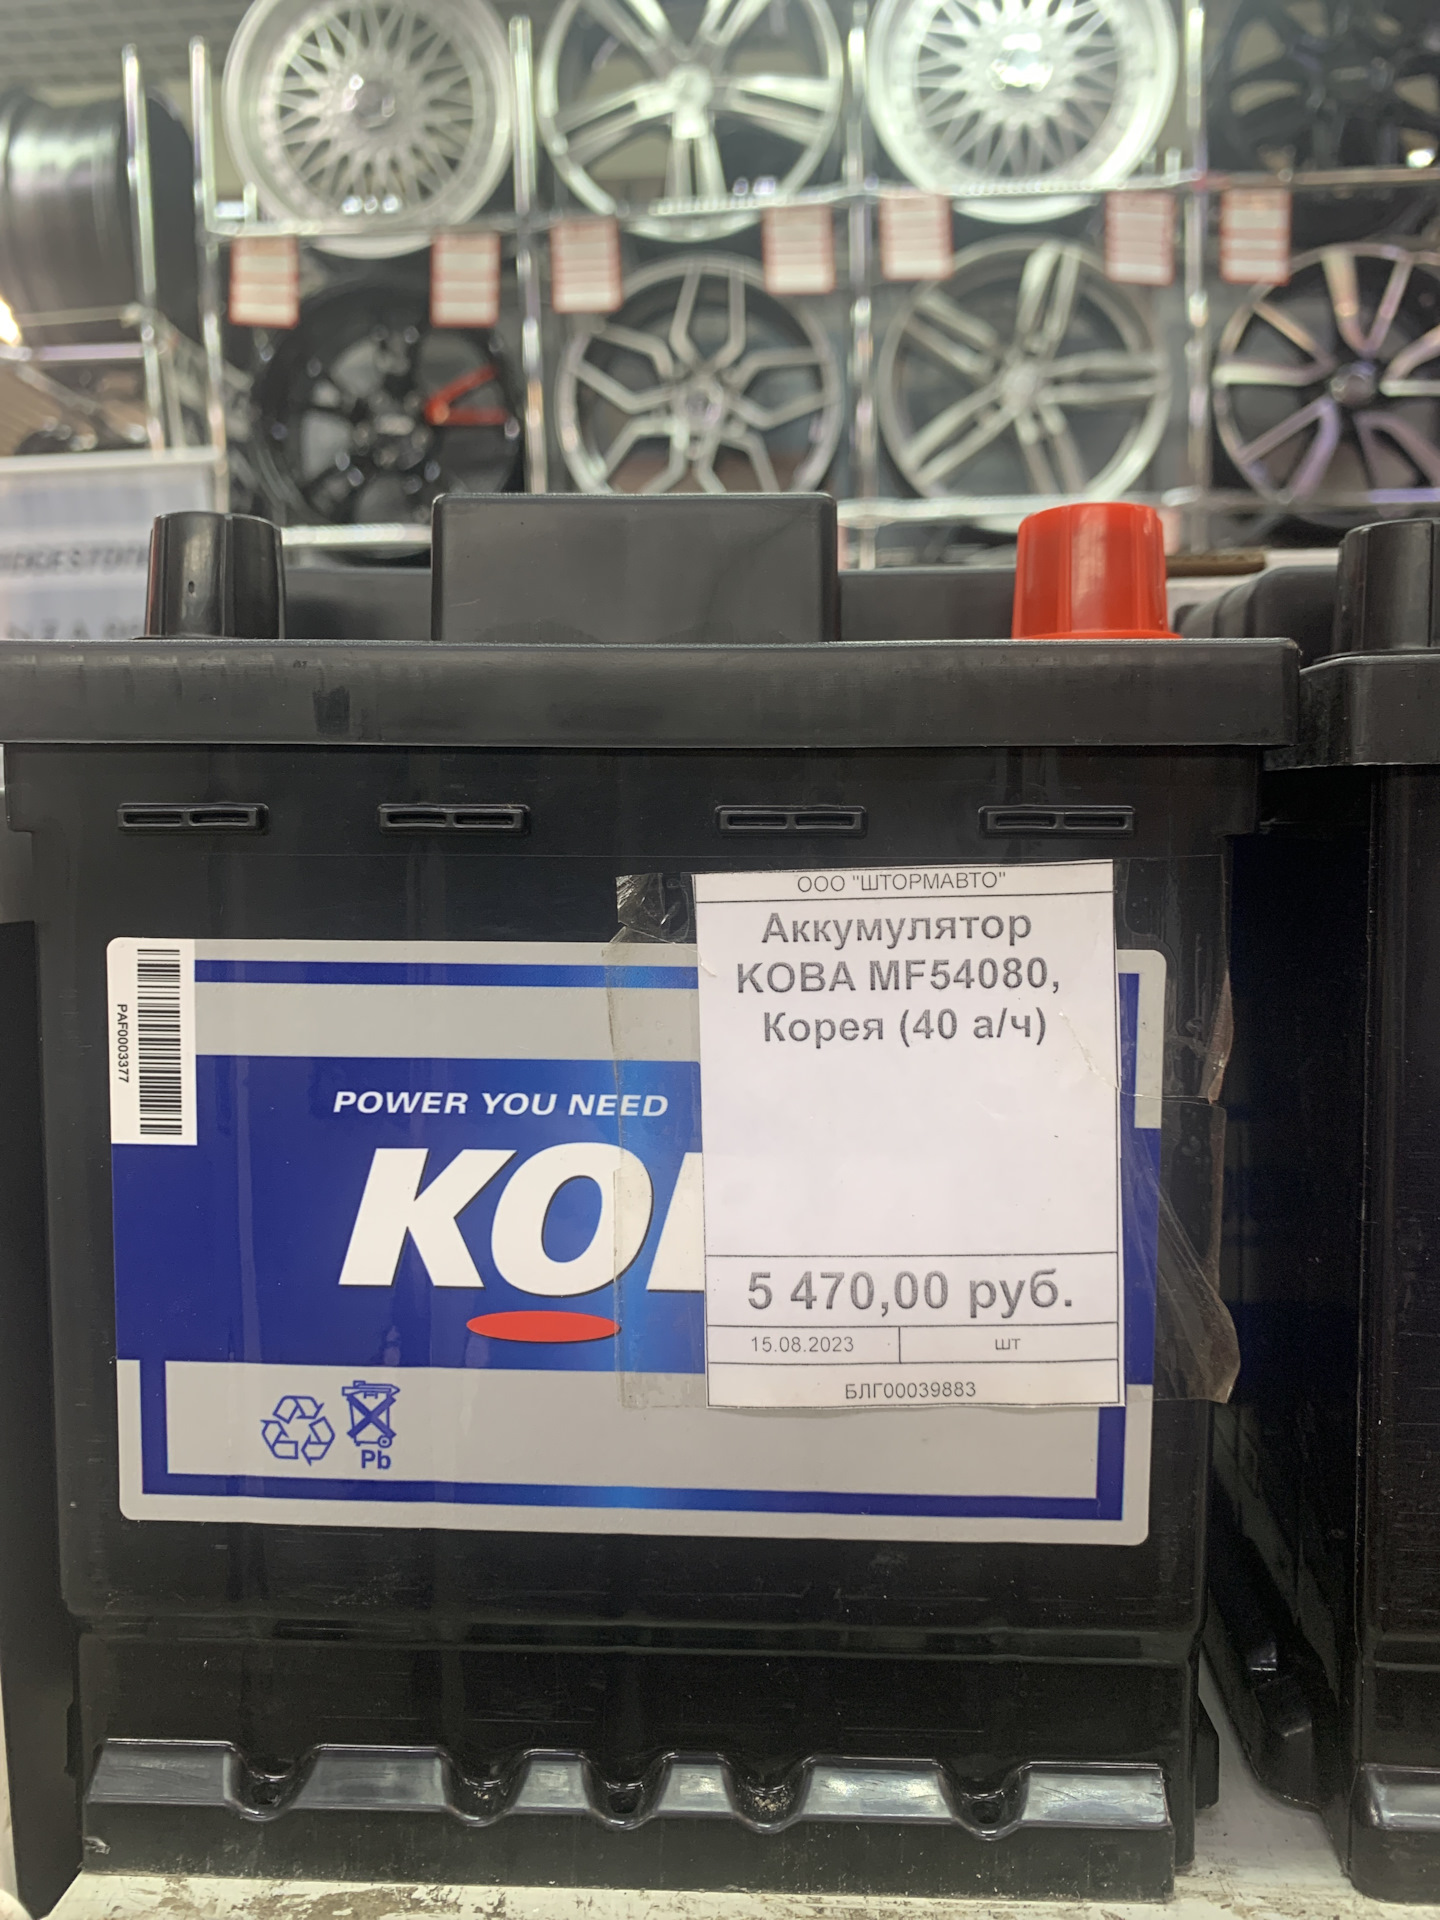 DGESTON
ООО "ШТОРМАВТО"
Аккумулятор
KOBA MF54080,
Корея (40 а/ч)
5 470,00 руб.
15.08.2023
шт
БЛГ00039883
PAF0003377
POWER YOU NEED
KO
Pb